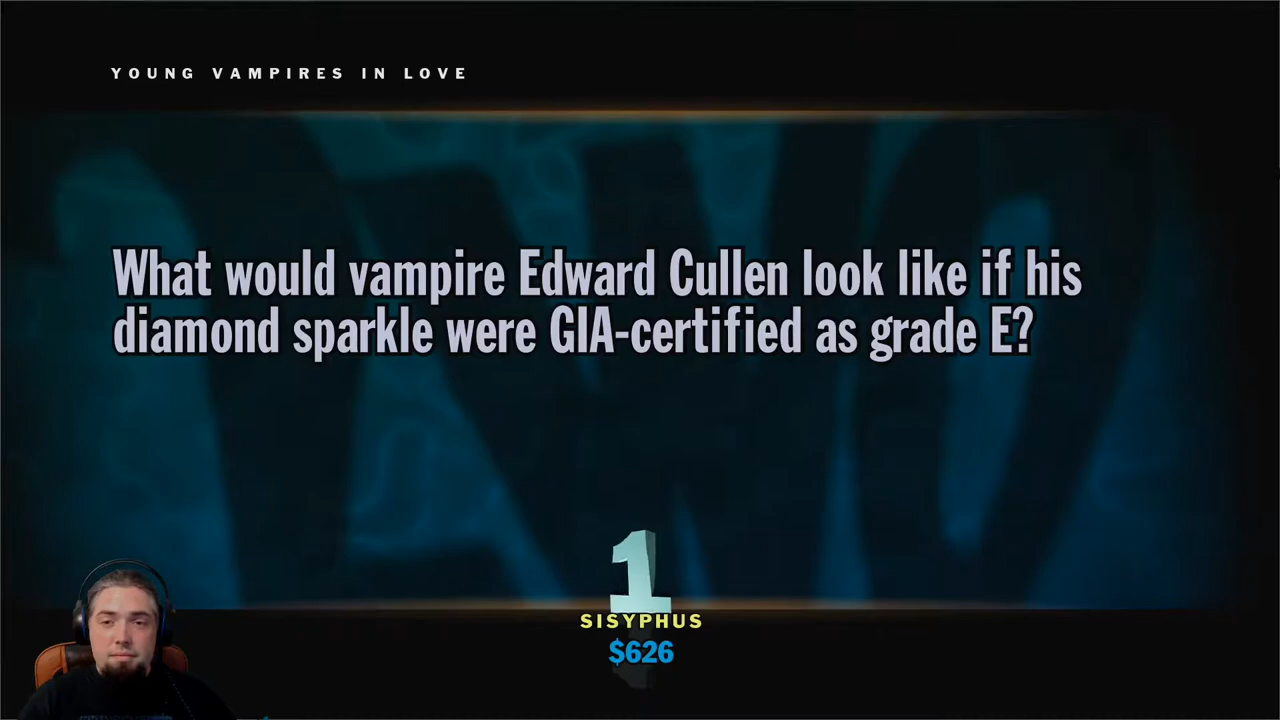 YOUNG VAMPIRES IN LOVE
What would vampire Edward Cullen look like if his
diamond sparkle were GIA-certified as grade E?
1
SISYPHUS
$626